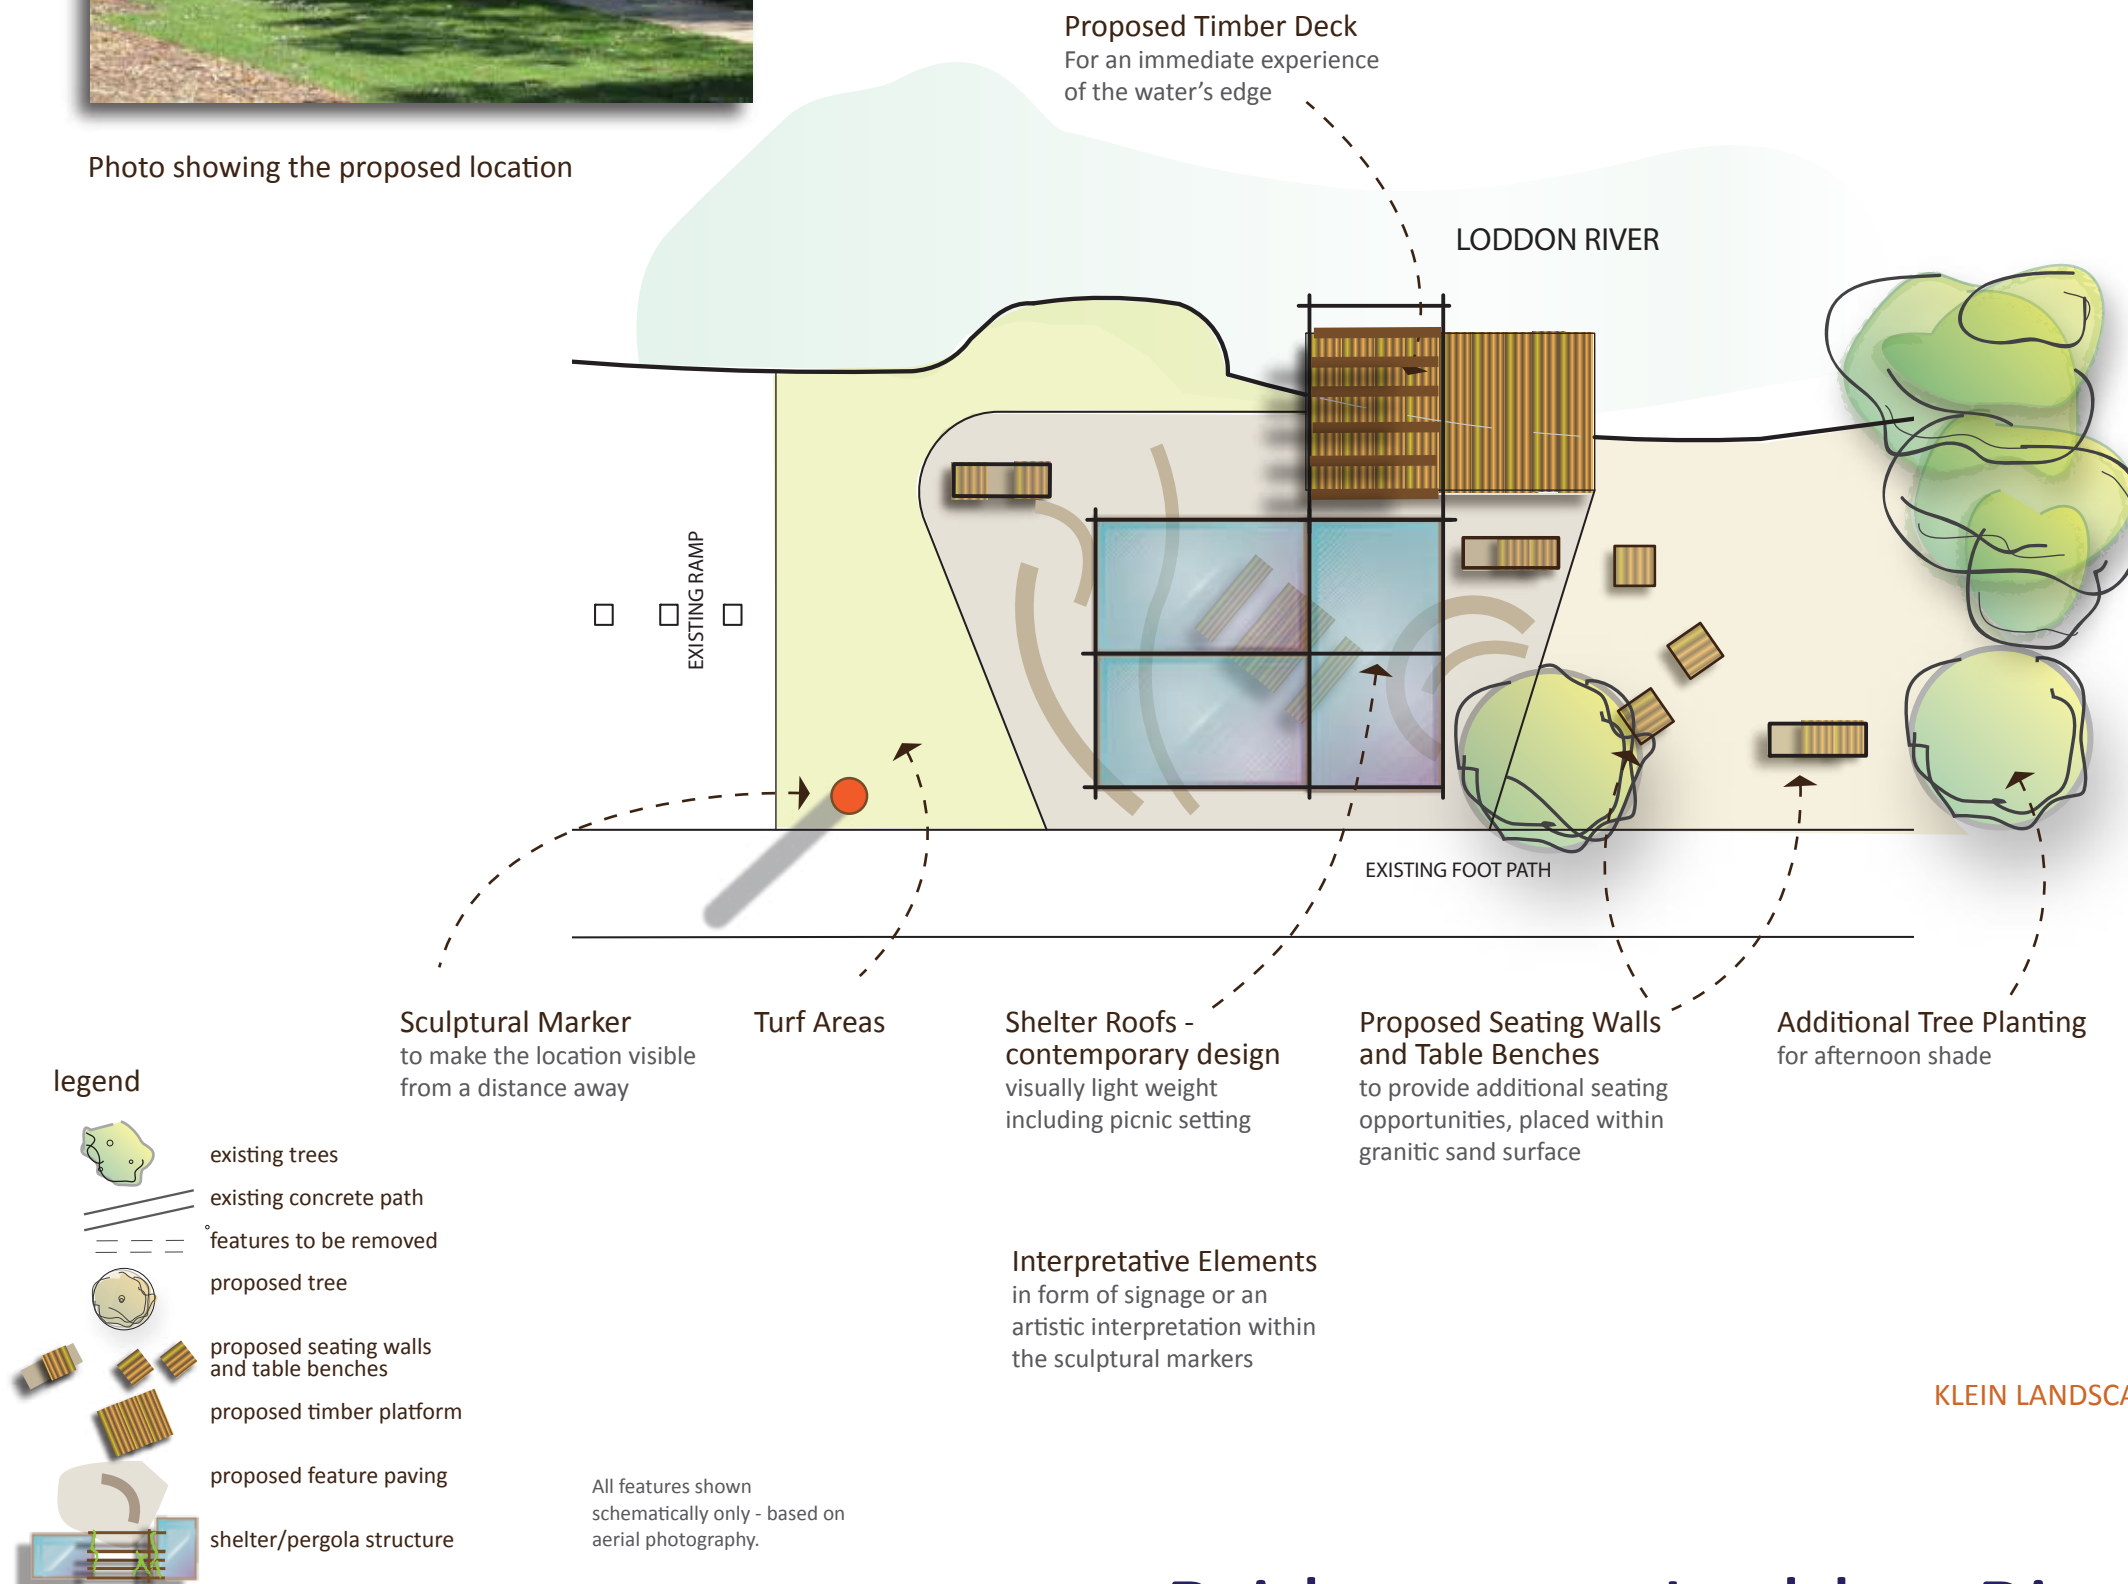 Proposed Timber Deck
For an immediate experience
of the water's edge
Photo showing the proposed location
LODDON RIVER
EXISTING RAMP
EXISTING FOOT PATH
Sculptural Marker
to make the location visible
from a distance away
Turf Areas
Shelter Roofs -
contemporary design
visually light weight
including picnic setting
Proposed Seating Walls
and Table Benches
to provide additional seating
opportunities, placed within
granitic sand surface
Additional Tree Planting
for afternoon shade
Interpretative Elements
in form of signage or an
artistic interpretation within
the sculptural markers
legend
existing trees
existing concrete path
features to be removed
proposed tree
proposed seating walls
and table benches
proposed timber platform
proposed feature paving
shelter/pergola structure
All features shown
schematically only - based on
aerial photography.
KLEIN LANDSCA